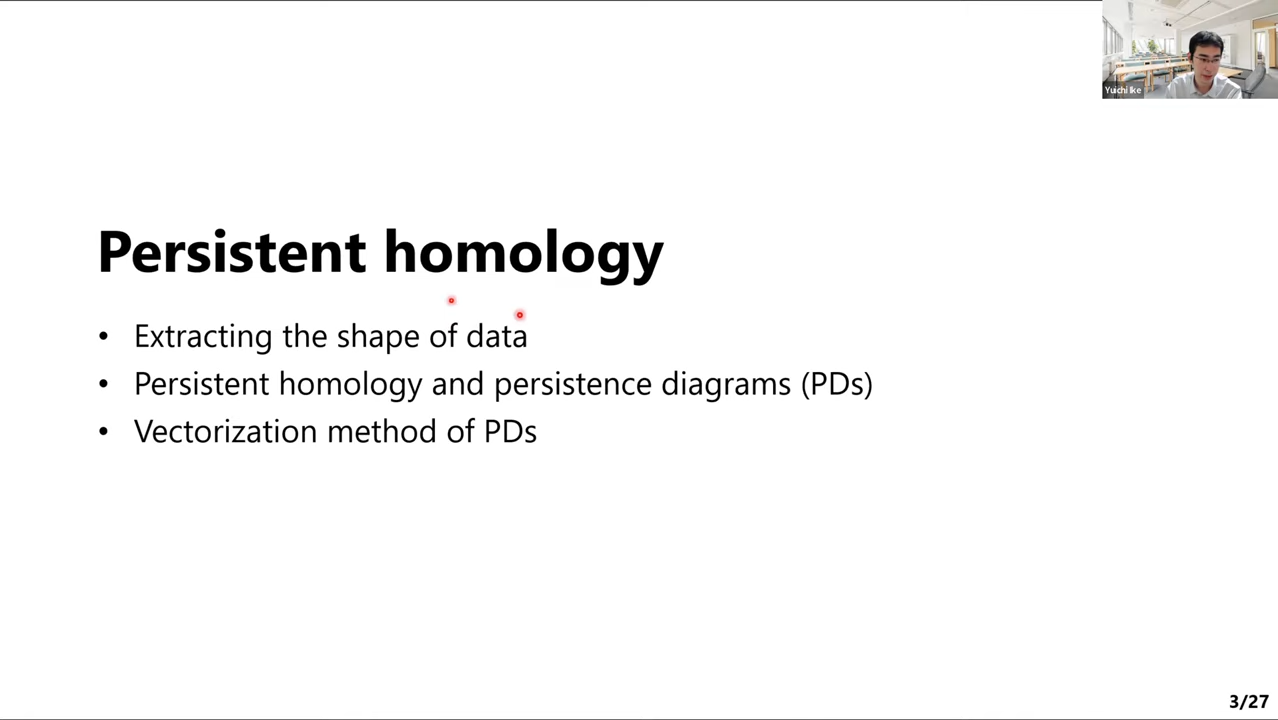 Yuichi Ike
Persistent homology
• Extracting the shape of data
• Persistent homology and persistence diagrams (PDs)
• Vectorization method of PDs
3/27